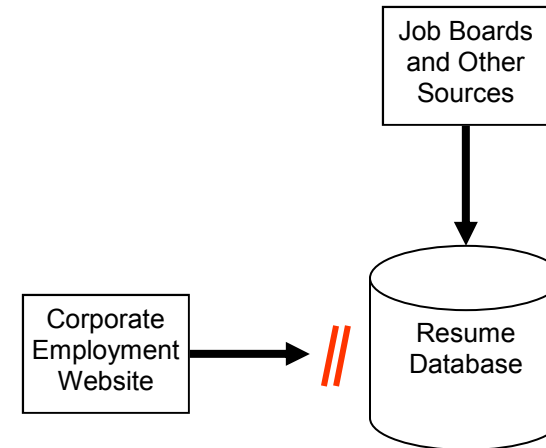 Job Boards
and Other
Sources
Corporate
Employment
Website
Resume
Database